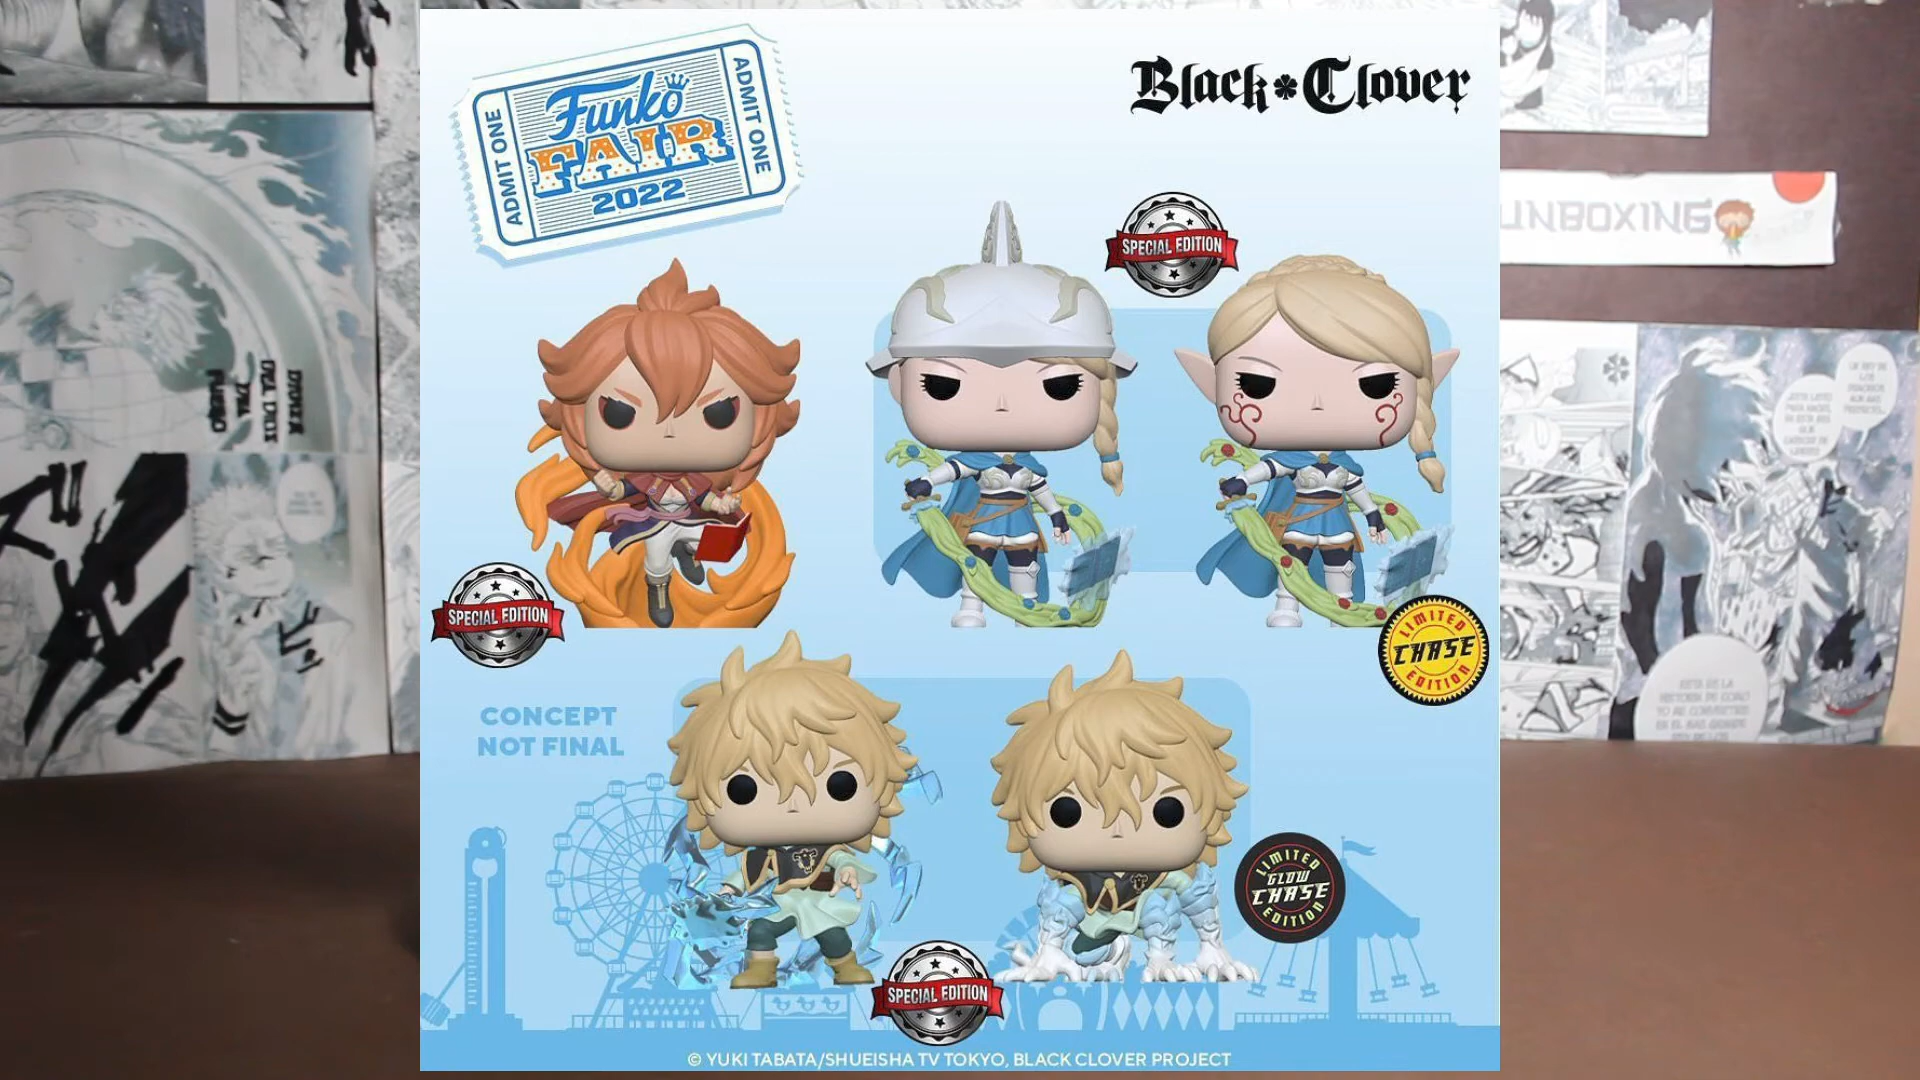 ADMIT ONE
Funko
FAIR
2022
ADMIT ONE
Black Clover
UNBOXING
SPECIAL EDITION
SPECIAL EDITION
LIMITED
CHASE
EDITION
CONCEPT
NOT FINAL
LIMITED
GLOW
CHASE
EDITION
SPECIAL EDITION
© YUKI TABATA/SHUEISHA TV TOKYO, BLACK CLOVER PROJECT